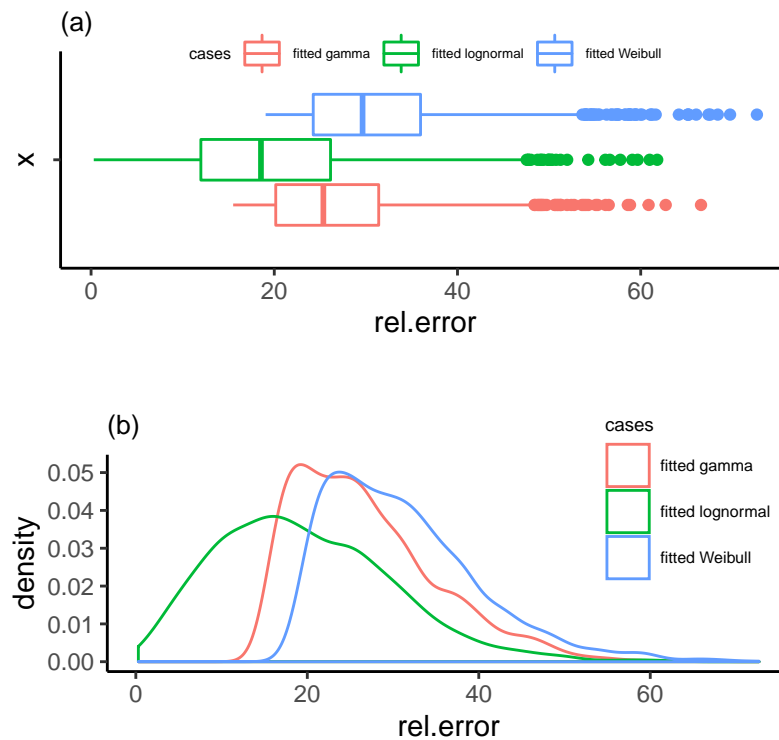 (a)
cases fitted gamma fitted lognormal fitted Weibull
x
0 20 40 60
rel.error
(b)
cases
fitted gamma
fitted lognormal
fitted Weibull
density
0.05
0.04
0.03
0.02
0.01
0.00
0 20 40 60
rel.error